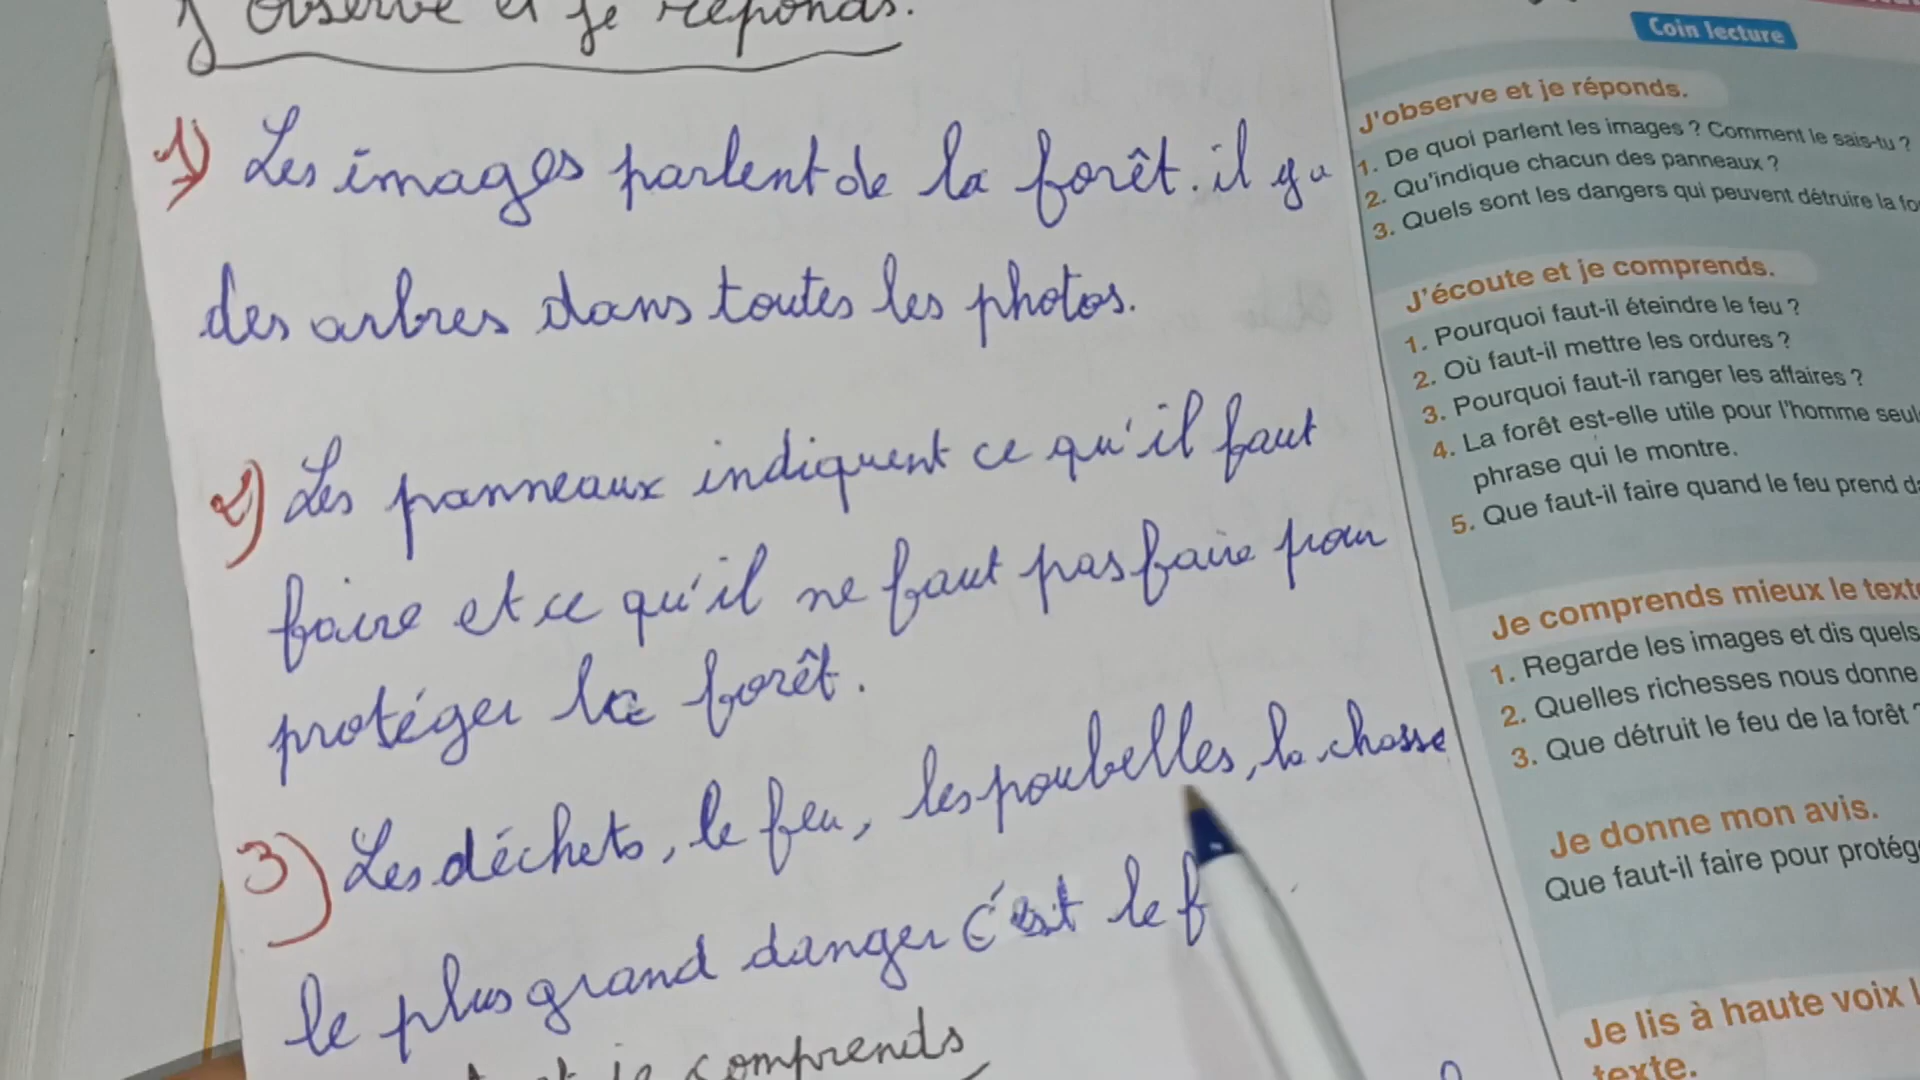 J'observe et je réponds.
1) Les images parlent de la forêt. il y a
des arbres dans toutes les photos.
2) Les panneaux indiquent ce qu'il faut
faire et ce qu'il ne faut pas faire pour
protéger la forêt.
3) Les déchets, le feu, les poubelles, la chasse
le plus grand danger c'est le f
je comprends
Coin lecture
J'observe et je réponds.
1. De quoi parlent les images ? Comment le sais-tu ?
2. Qu'indique chacun des panneaux ?
3. Quels sont les dangers qui peuvent détruire la fo
J'écoute et je comprends.
1. Pourquoi faut-il éteindre le feu ?
2. Où faut-il mettre les ordures ?
3. Pourquoi faut-il ranger les affaires ?
4. La forêt est-elle utile pour l'homme seul
phrase qui le montre.
5. Que faut-il faire quand le feu prend d
Je comprends mieux le text
1. Regarde les images et dis quels
2. Quelles richesses nous donne
3. Que détruit le feu de la forêt ?
Je donne mon avis.
Que faut-il faire pour protég
Je lis à haute voix l
texte.